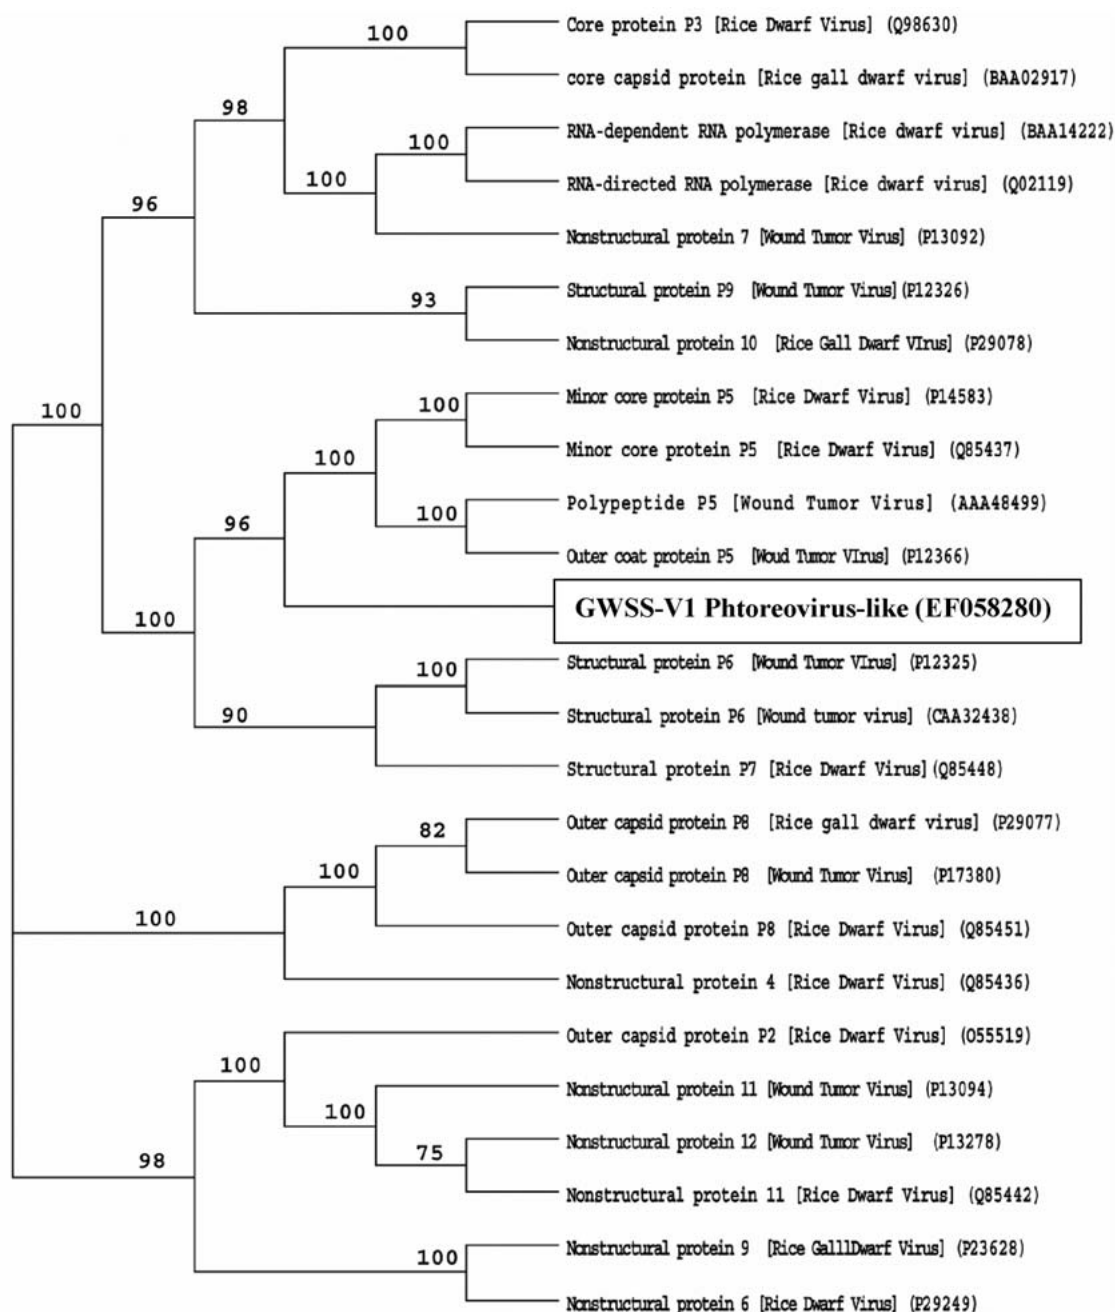 100
Core protein P3 [Rice Dwarf Virus] (Q98630)
core capsid protein [Rice gall dwarf virus] (BAA02917)
98
RNA-dependent RNA polymerase [Rice dwarf virus] (BAA14222)
100
RNA-directed RNA polymerase [Rice dwarf virus] (Q02119)
100
96
Nonstructural protein 7 [Wound Tumor Virus] (P13092)
Structural protein P9 [Wound Tumor Virus] (P12326)
93
Nonstructural protein 10 [Rice Gall Dwarf VIrus] (P29078)
Minor core protein P5 [Rice Dwarf Virus] (P14583)
100
100
Minor core protein P5 [Rice Dwarf Virus] (Q85437)
100
Polypeptide P5 [Wound Tumor Virus] (AAA48499)
100
96
Outer coat protein P5 [Woud Tumor VIrus] (P12366)
GWSS-V1 Phtoreovirus-like (EF058280)
100
Structural protein P6 [Wound Tumor VIrus] (P12325)
100
Structural protein P6 [Wound tumor virus] (CAA32438)
90
Structural protein P7 [Rice Dwarf Virus] (Q85448)
Outer capsid protein P8 [Rice gall dwarf virus] (P29077)
82
Outer capsid protein P8 [Wound Tumor Virus] (P17380)
100
100
Outer capsid protein P8 [Rice Dwarf Virus] (Q85451)
Nonstructural protein 4 [Rice Dwarf Virus] (Q85436)
Outer capsid protein P2 [Rice Dwarf Virus] (O55519)
100
Nonstructural protein 11 [Wound Tumor Virus] (P13094)
100
Nonstructural protein 12 [Wound Tumor Virus] (P13278)
75
98
Nonstructural protein 11 [Rice Dwarf Virus] (Q85442)
Nonstructural protein 9 [Rice GalllDwarf Virus] (P23628)
100
Nonstructural protein 6 [Rice Dwarf Virus] (P29249)